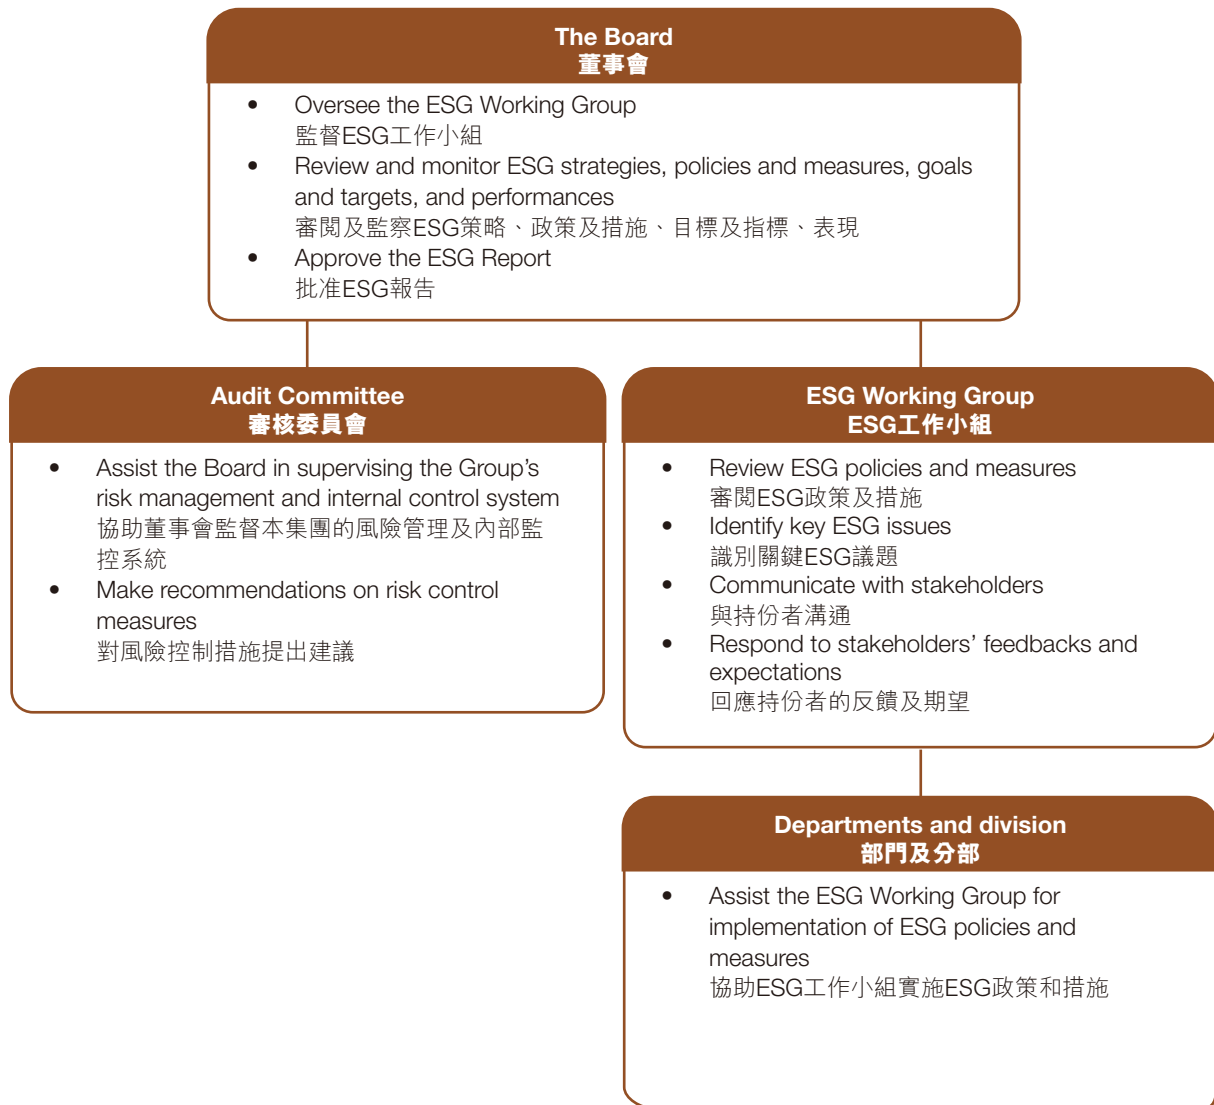 The Board
董事會
• Oversee the ESG Working Group
監督ESG工作小組
• Review and monitor ESG strategies, policies and measures, goals
and targets, and performances
審閱及監察ESG策略、政策及措施、目標及指標、表現
• Approve the ESG Report
批准ESG報告
Audit Committee
審核委員會
• Assist the Board in supervising the Group’s
risk management and internal control system
協助董事會監督本集團的風險管理及內部監
控系統
• Make recommendations on risk control
measures
對風險控制措施提出建議
ESG Working Group
ESG工作小組
• Review ESG policies and measures
審閱ESG政策及措施
• Identify key ESG issues
識別關鍵ESG議題
• Communicate with stakeholders
與持份者溝通
• Respond to stakeholders’ feedbacks and
expectations
回應持份者的反饋及期望
Departments and division
部門及分部
• Assist the ESG Working Group for
implementation of ESG policies and
measures
協助ESG工作小組實施ESG政策和措施